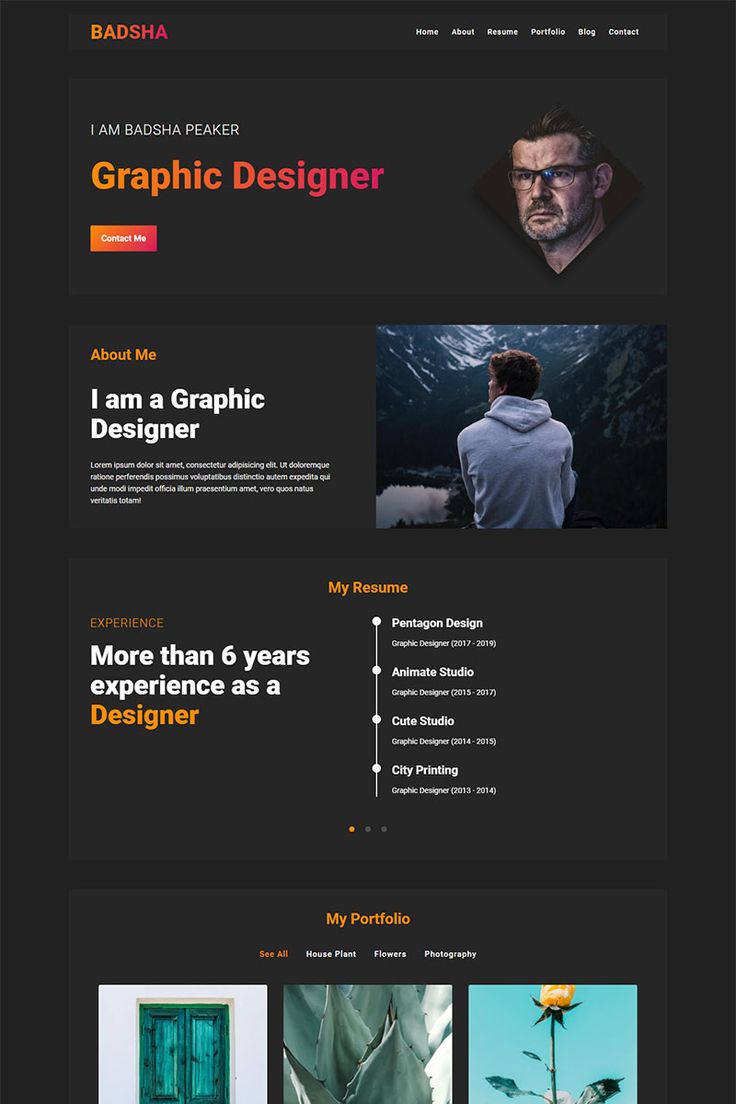 BADSHA
Home About Resume Portfolio Blog Contact
I AM BADSHA PEAKER
Graphic Designer
Contact Me
About Me
I am a Graphic
Designer
Lorem ipsum dolor sit amet, consectetur adipisicing elit. Ut doloremque
ratione perferendis possimus voluptatibus distinctio autem expedita qui
unde modi impedit officia illum praesentium amet, vero quos natus
veritatis totam!
My Resume
EXPERIENCE
More than 6 years
experience as a
Designer
Pentagon Design
Graphic Designer (2017 - 2019)
Animate Studio
Graphic Designer (2015 - 2017)
Cute Studio
Graphic Designer (2014 - 2015)
City Printing
Graphic Designer (2013 - 2014)
My Portfolio
See All House Plant Flowers Photography